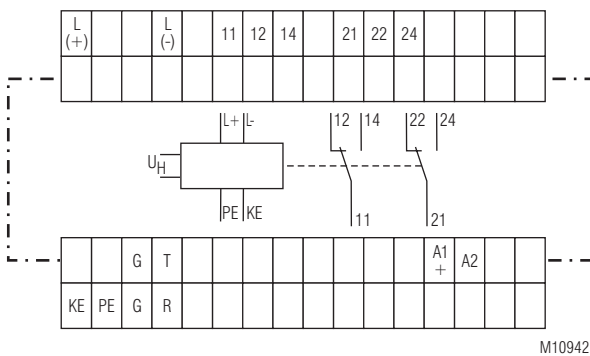 L (+) L (-) 11 12 14 21 22 24
L+ L- 12 14 22 24
UH
PE KE 11 21
G T A1 + A2
KE PE G R
M10942